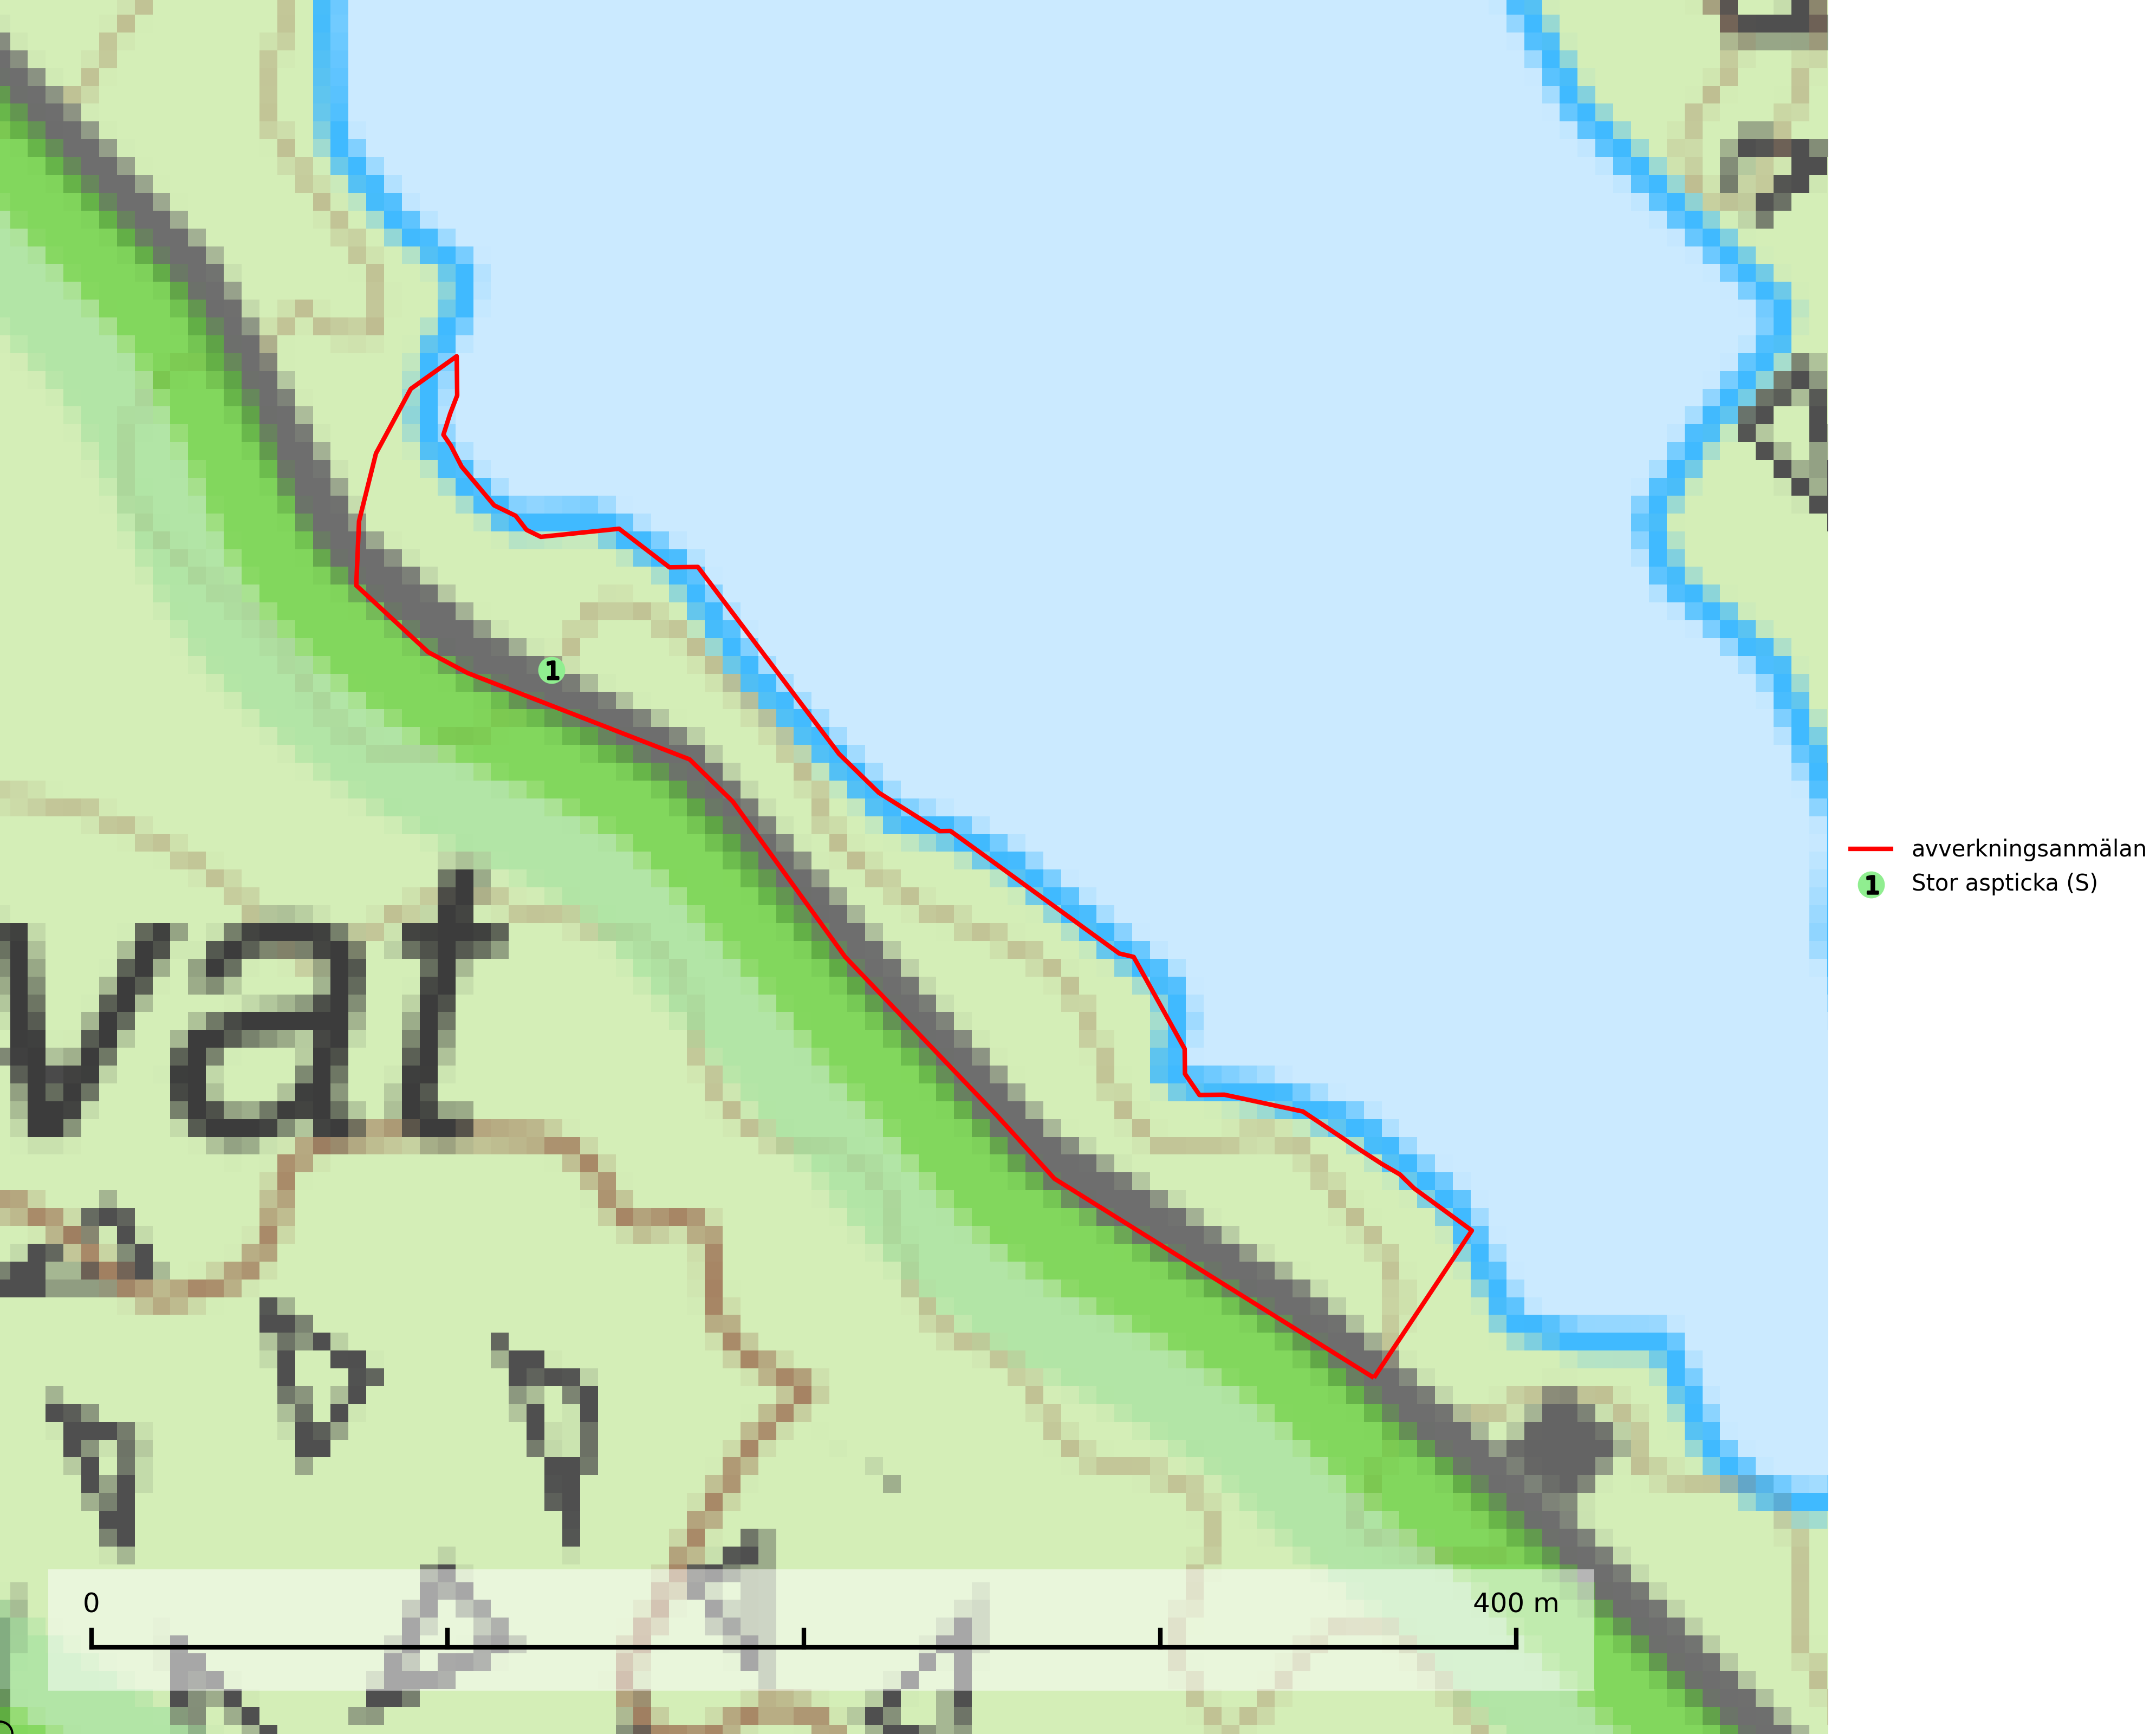 1
vat
avverkningsanmälan
1 Stor aspticka (S)
0 400 m